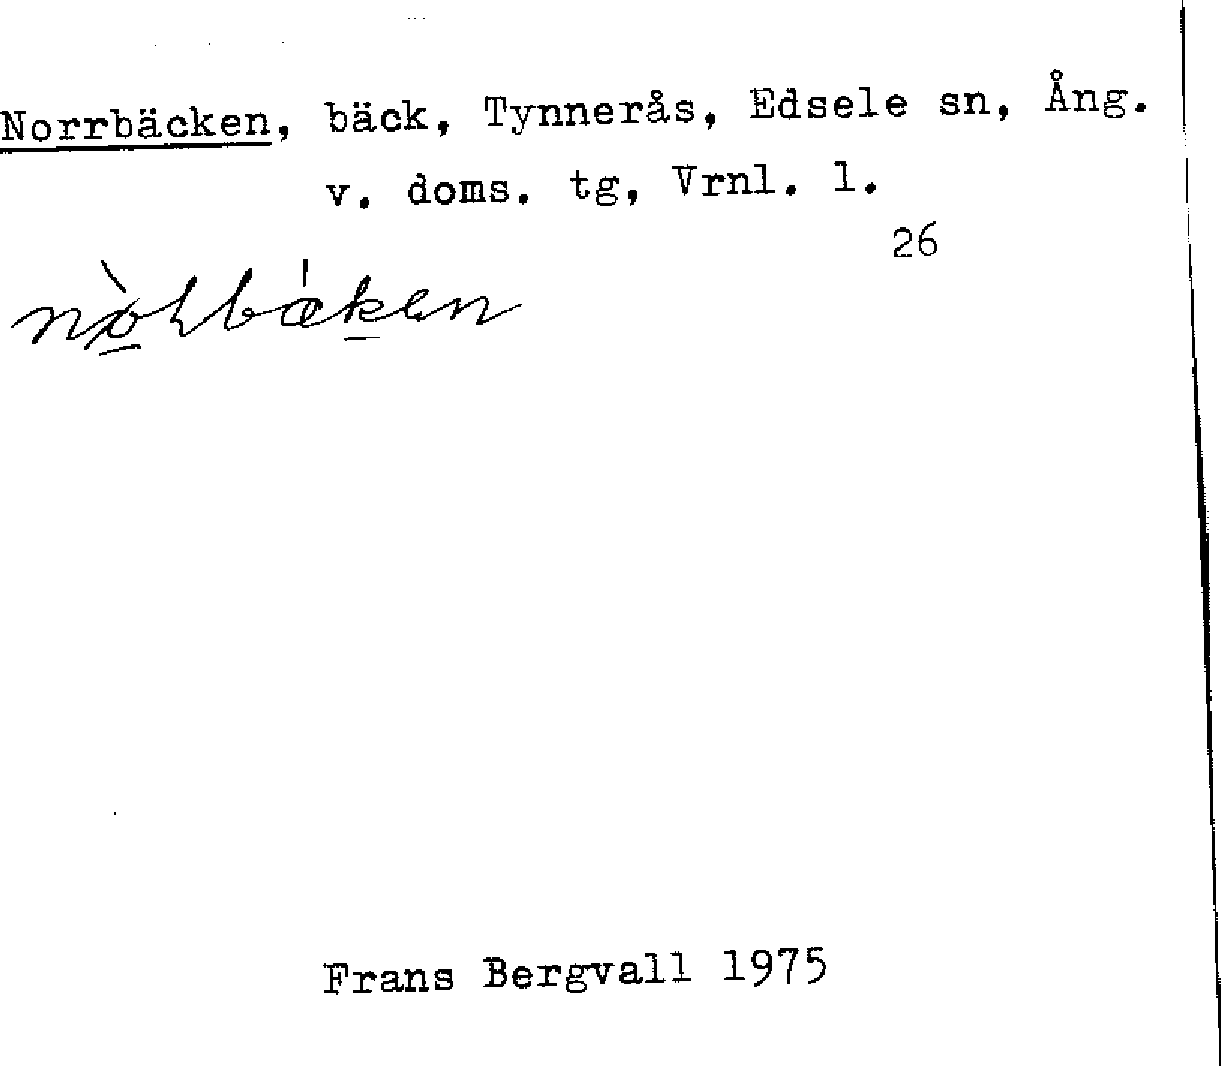 Norrbäcken, bäck, Tynnerås, Edsele sn, Ång.
v. doms. tg, Vrnl. l.
26
Frans Bergvall 1975